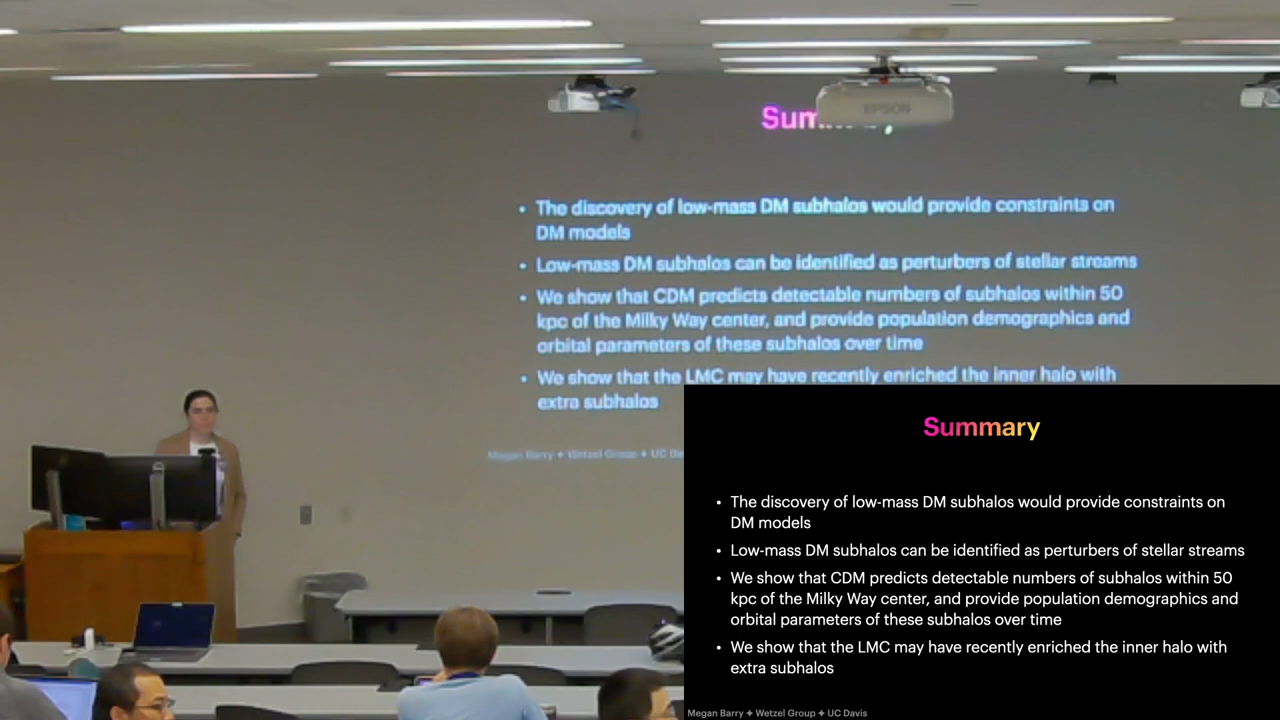 EPSON
Sum
• The discovery of low-mass DM subhalos would provide constraints on
DM models
• Low-mass DM subhalos can be identified as perturbers of stellar streams
• We show that CDM predicts detectable numbers of subhalos within 50
kpc of the Milky Way center, and provide population demographics and
orbital parameters of these subhalos over time
• We show that the LMC may have recently enriched the inner halo with
extra subhalos
Megan Barry ✦ Wetzel Group ✦ UC Da
Summary
• The discovery of low-mass DM subhalos would provide constraints on
DM models
• Low-mass DM subhalos can be identified as perturbers of stellar streams
• We show that CDM predicts detectable numbers of subhalos within 50
kpc of the Milky Way center, and provide population demographics and
orbital parameters of these subhalos over time
• We show that the LMC may have recently enriched the inner halo with
extra subhalos
Megan Barry ✦ Wetzel Group ✦ UC Davis